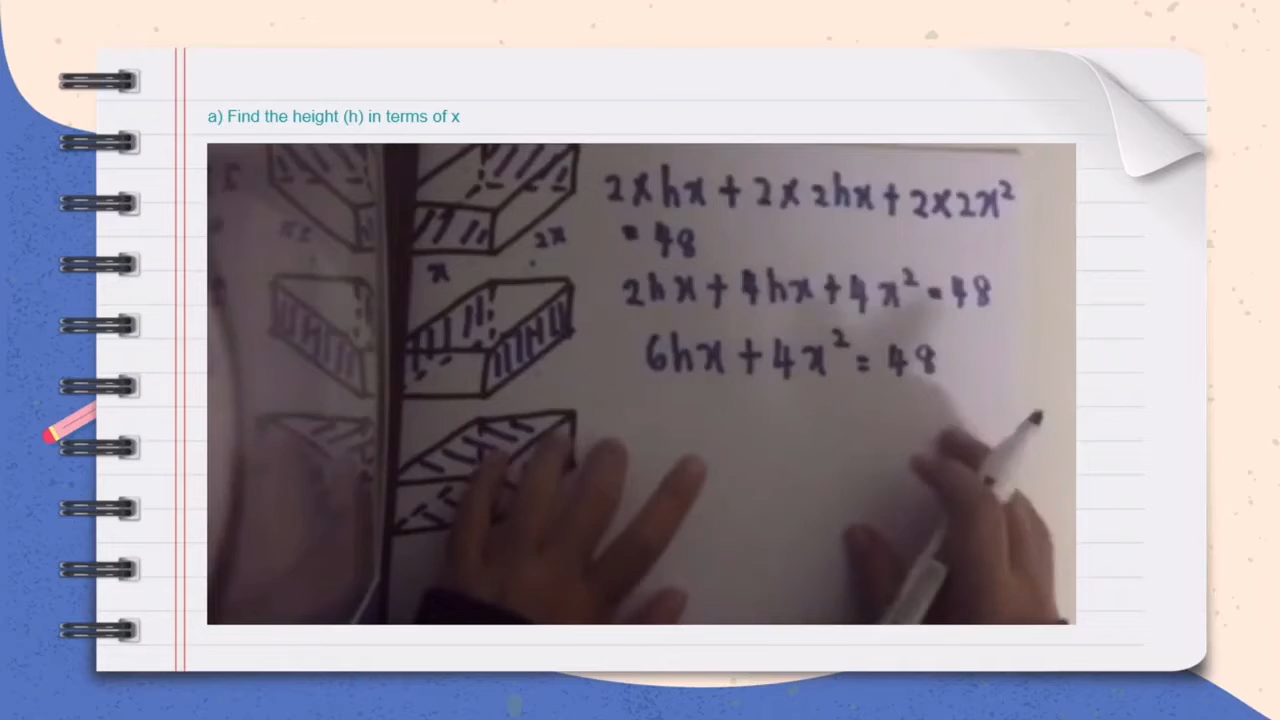 a) Find the height (h) in terms of x
2 × hx + 2 × 2hx + 2 × 2x²
= 48
2x
x
2hx + 4hx + 4x² = 48
6hx + 4x² = 48